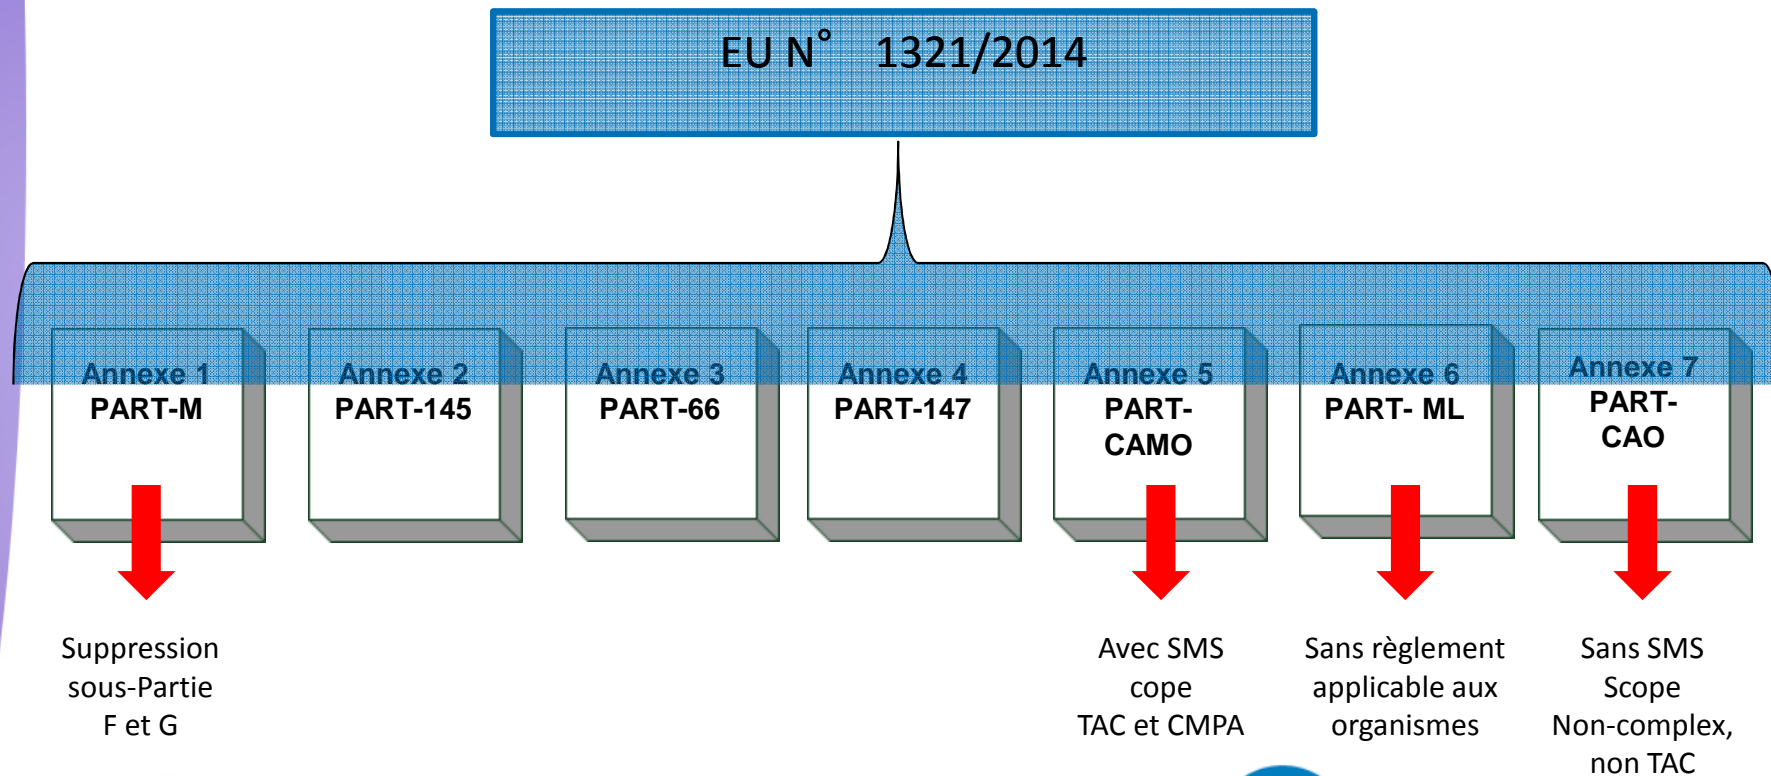 EU N° 1321/2014
Annexe 1
PART-M
Annexe 2
PART-145
Annexe 3
PART-66
Annexe 4
PART-147
Annexe 5
PART-
CAMO
Annexe 6
PART- ML
Annexe 7
PART-
CAO
Suppression
sous-Partie
F et G
Avec SMS
cope
TAC et CMPA
Sans règlement
applicable aux
organismes
Sans SMS
Scope
Non-complex,
non TAC